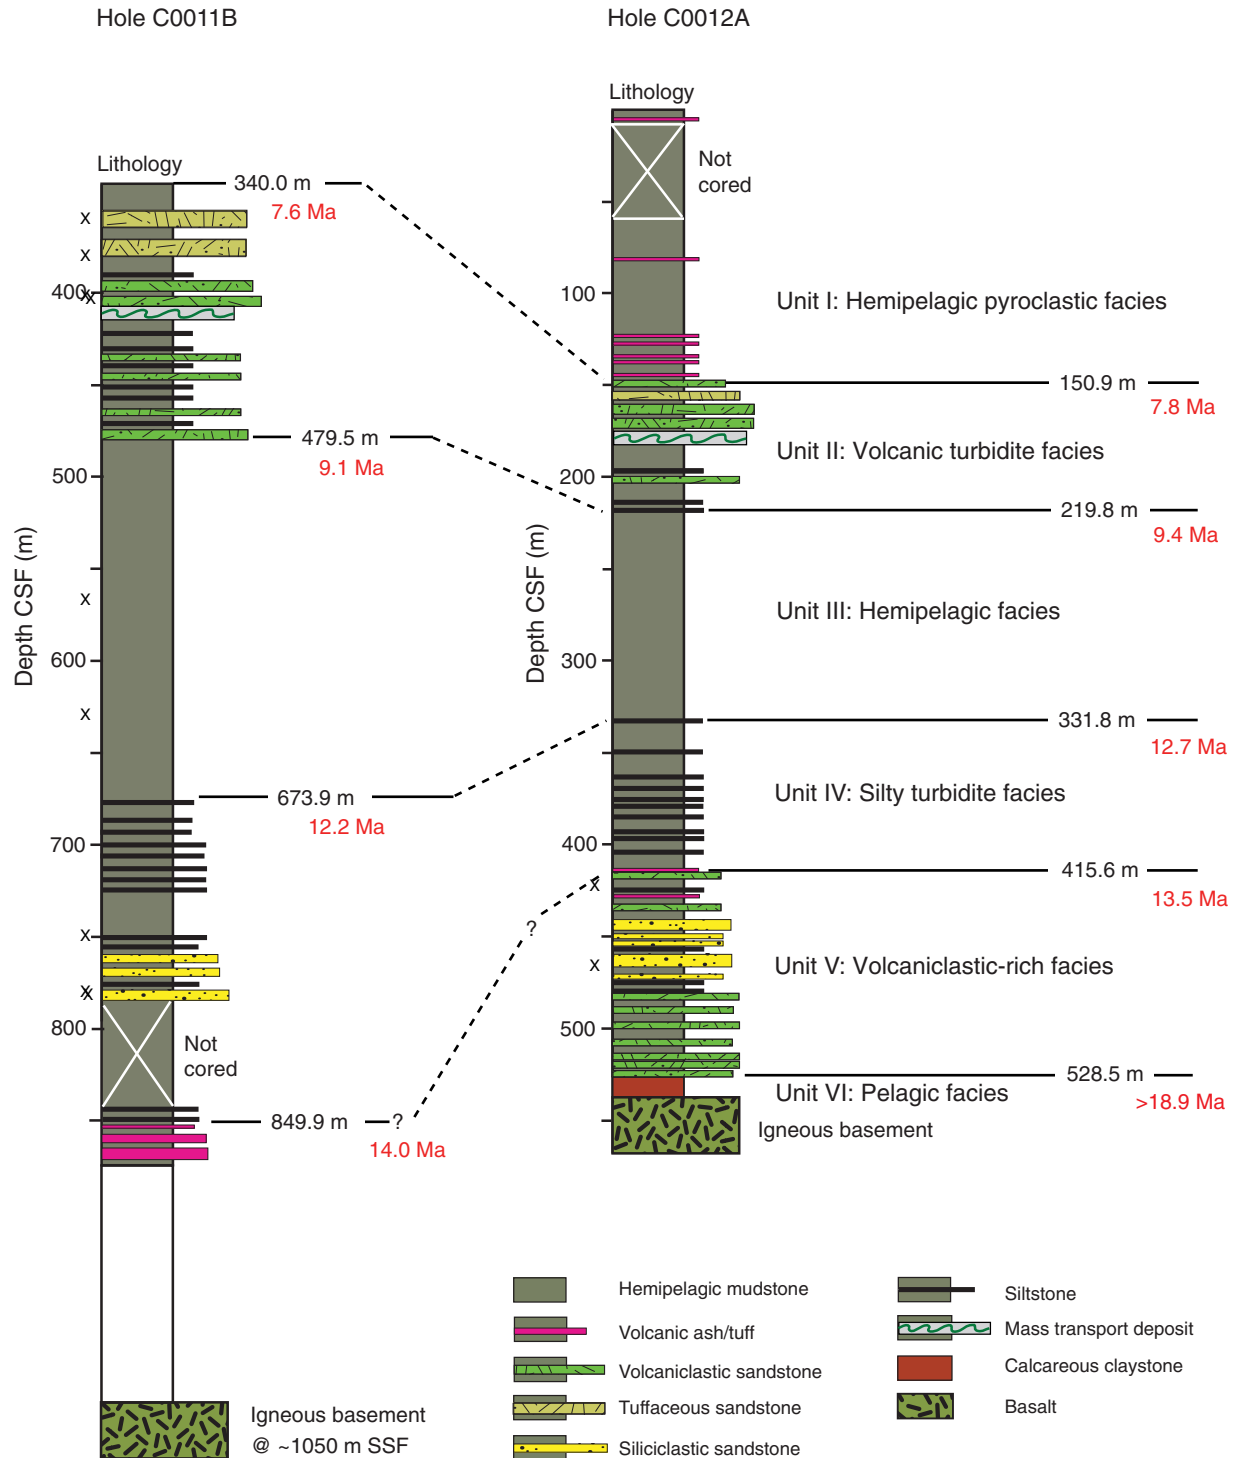 Hole C0011B
Hole C0012A
Lithology
340.0 m
7.6 Ma
x
x
400
x
479.5 m
9.1 Ma
500
Depth CSF (m)
x
600
x
673.9 m
12.2 Ma
700
x
x
800
Not
cored
849.9 m
?
14.0 Ma
?
Igneous basement
@ ~1050 m SSF
Lithology
Not
cored
100
Unit I: Hemipelagic pyroclastic facies
150.9 m
7.8 Ma
Unit II: Volcanic turbidite facies
200
219.8 m
9.4 Ma
Depth CSF (m)
Unit III: Hemipelagic facies
300
331.8 m
12.7 Ma
Unit IV: Silty turbidite facies
400
415.6 m
x
13.5 Ma
x
Unit V: Volcaniclastic-rich facies
500
528.5 m
Unit VI: Pelagic facies
>18.9 Ma
Igneous basement
Hemipelagic mudstone
Volcanic ash/tuff
Volcaniclastic sandstone
Tuffaceous sandstone
Siliciclastic sandstone
Siltstone
Mass transport deposit
Calcareous claystone
Basalt